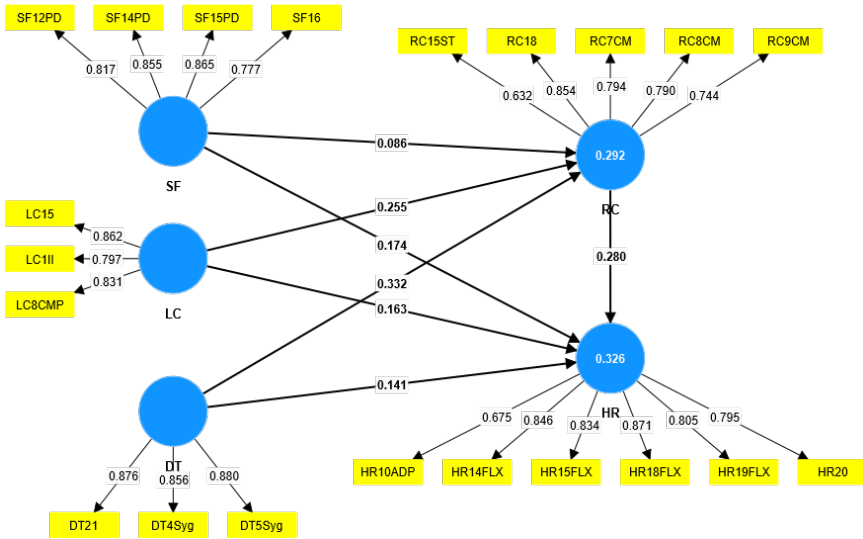 SF12PD
SF14PD
SF15PD
SF16
0.817
0.855
0.865
0.777
SF
RC15ST
RC18
RC7CM
RC8CM
RC9CM
0.632
0.854
0.794
0.790
0.744
0.292
RC
0.086
0.255
0.174
0.332
0.163
0.141
0.280
LC15
LC1II
LC8CMP
0.862
0.797
0.831
LC
DT
0.876
0.856
0.880
DT21
DT4Syg
DT5Syg
0.326
HR
0.675
0.846
0.834
0.871
0.805
0.795
HR10ADP
HR14FLX
HR15FLX
HR18FLX
HR19FLX
HR20